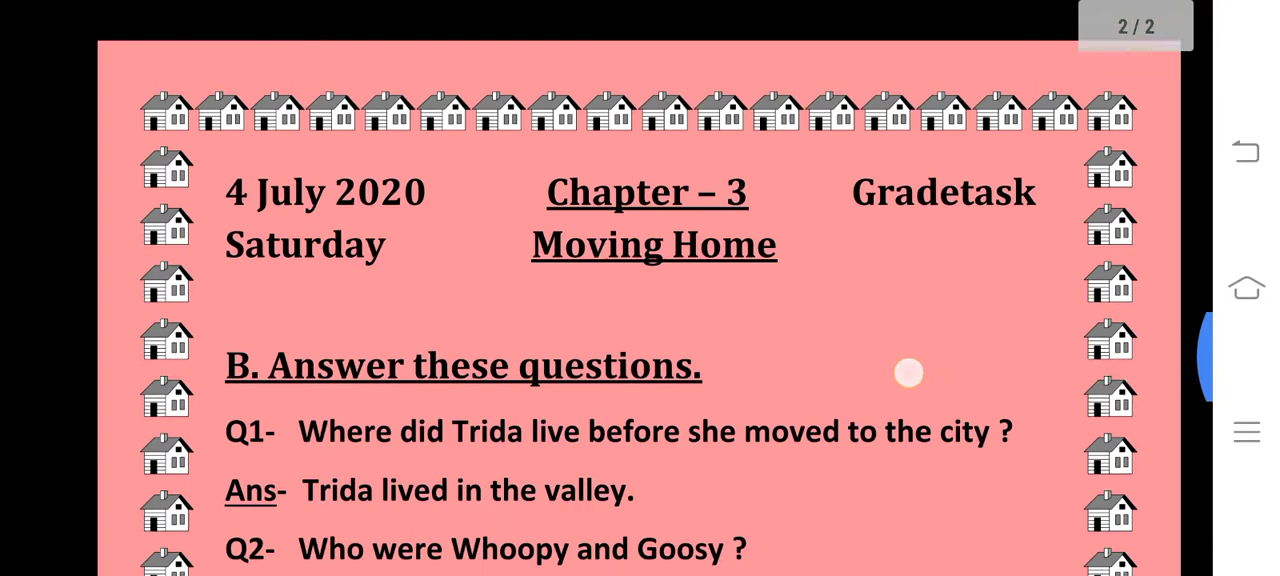 2 / 2
4 July 2020 Chapter – 3 Gradetask
Saturday Moving Home
B. Answer these questions.
Q1- Where did Trida live before she moved to the city ?
Ans- Trida lived in the valley.
Q2- Who were Whoopy and Goosy ?